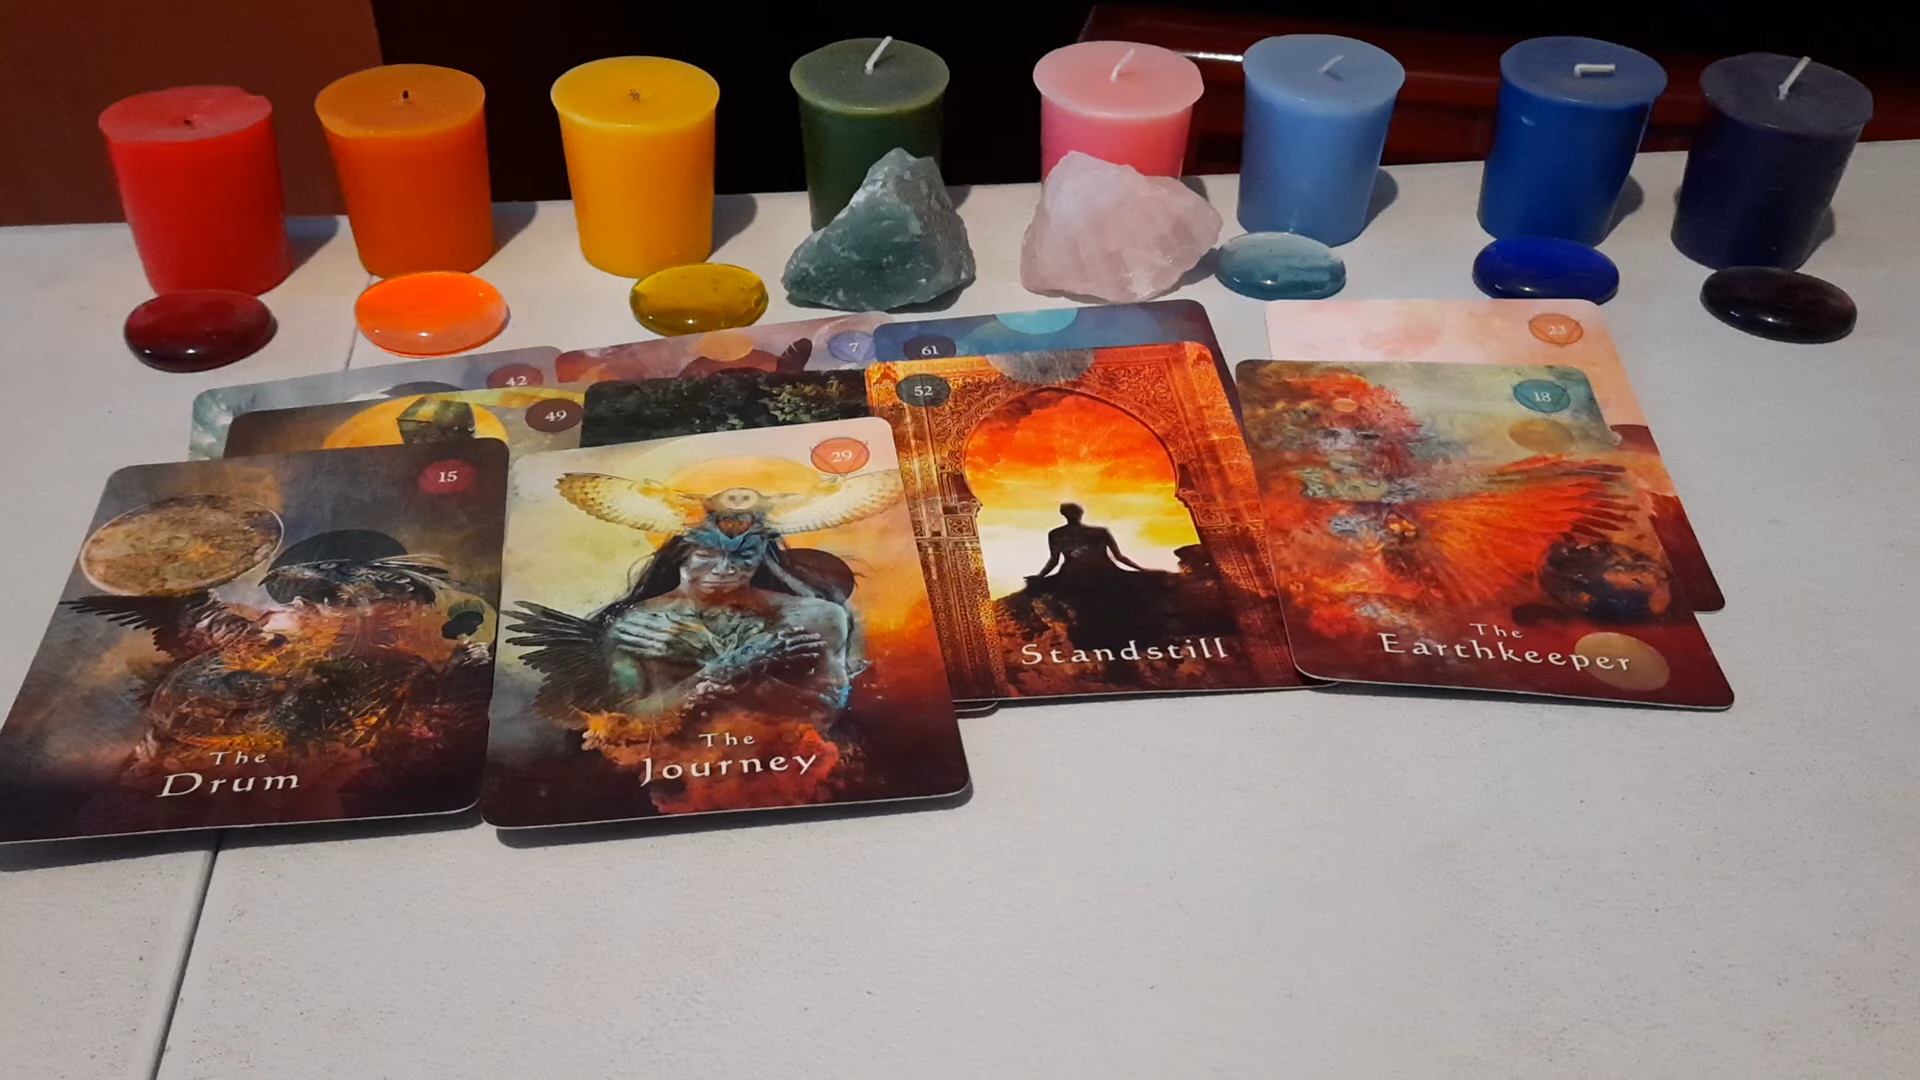 42
7
61
23
49
52
18
15
29
The
Drum
The
Journey
Standstill
The
Earthkeeper